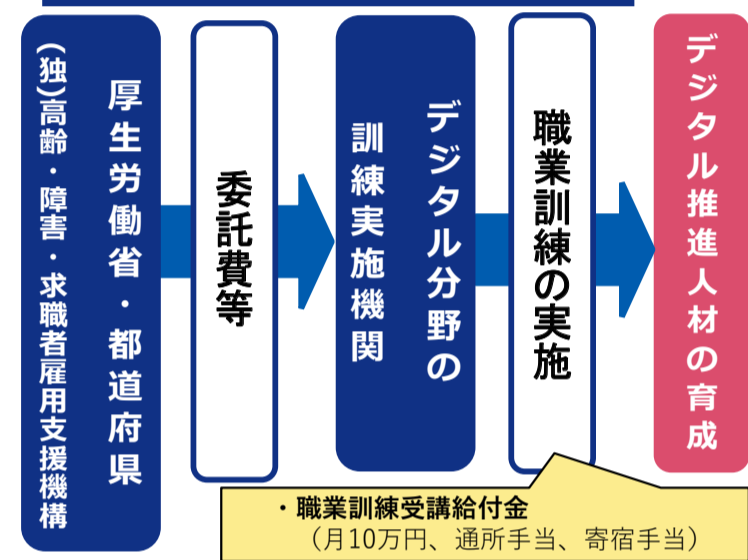 厚生労働省・都道府県
(独)高齢・障害・求職者雇用支援機構
委託費等
デジタル分野の
訓練実施機関
職業訓練の実施
デジタル推進人材の育成
・職業訓練受講給付金
（月10万円、通所手当、寄宿手当）